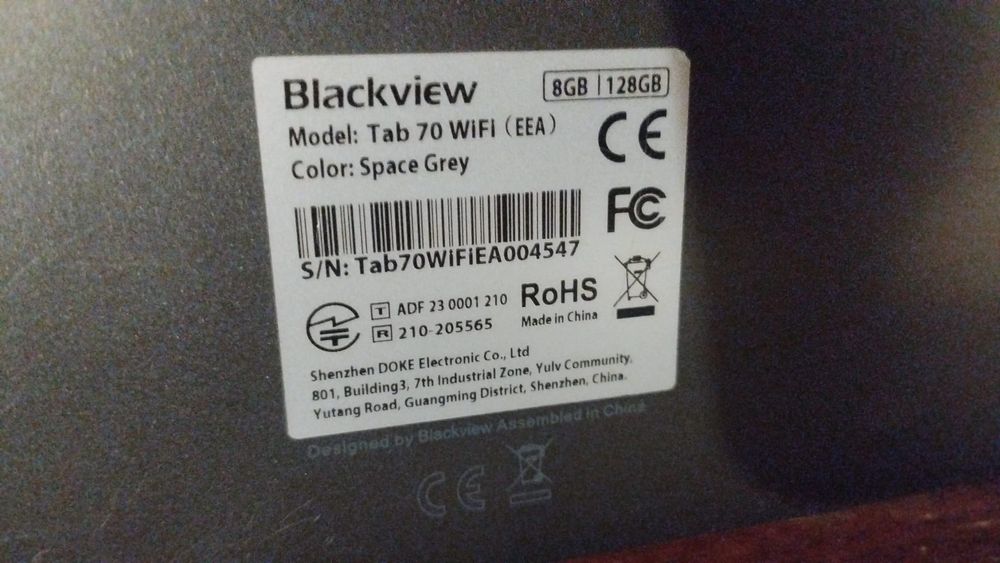 Blackview
8GB | 128GB
Model: Tab 70 WiFi (EEA)
Color: Space Grey
CE
FC
S/N: Tab70WiFiEA004547
T ADF 23 0001 210
R 210-205565
RoHS
Made in China
Shenzhen DOKE Electronic Co., Ltd
801, Building3, 7th Industrial Zone, Yulv Community,
Yutang Road, Guangming District, Shenzhen, China.
Designed by Blackview Assembled in China
CE